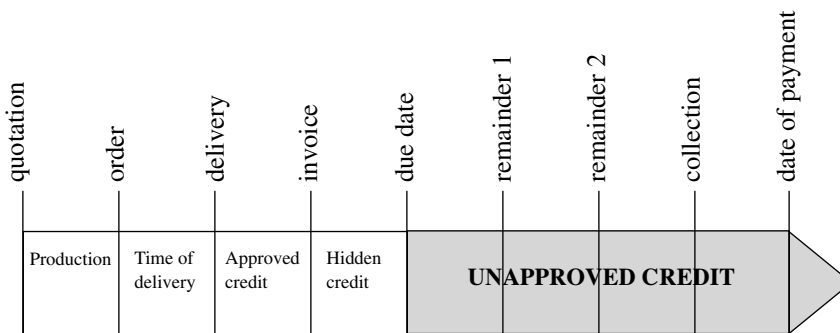 quotation
order
delivery
invoice
due date
remainder 1
remainder 2
collection
date of payment
Production
Time of
delivery
Approved
credit
Hidden
credit
UNAPPROVED CREDIT